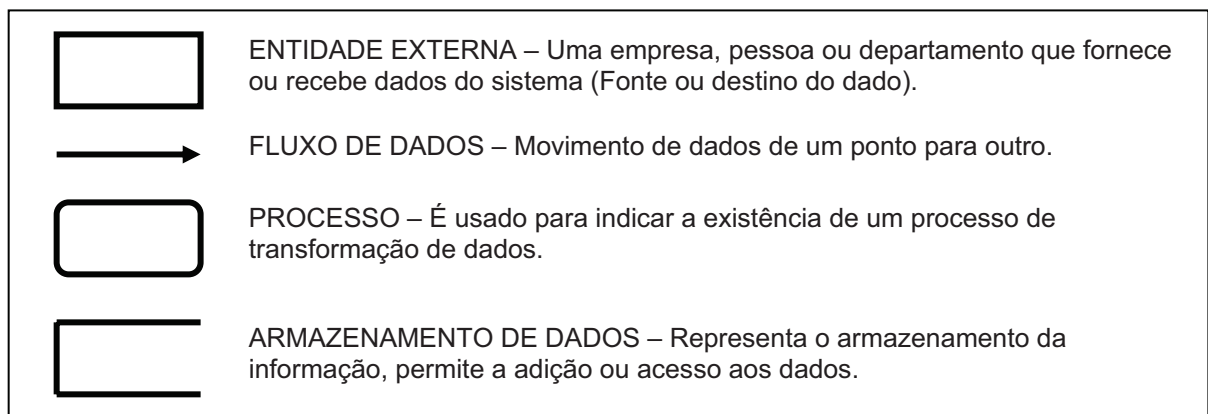 ENTIDADE EXTERNA – Uma empresa, pessoa ou departamento que fornece
ou recebe dados do sistema (Fonte ou destino do dado).
FLUXO DE DADOS – Movimento de dados de um ponto para outro.
PROCESSO – É usado para indicar a existência de um processo de
transformação de dados.
ARMAZENAMENTO DE DADOS – Representa o armazenamento da
informação, permite a adição ou acesso aos dados.